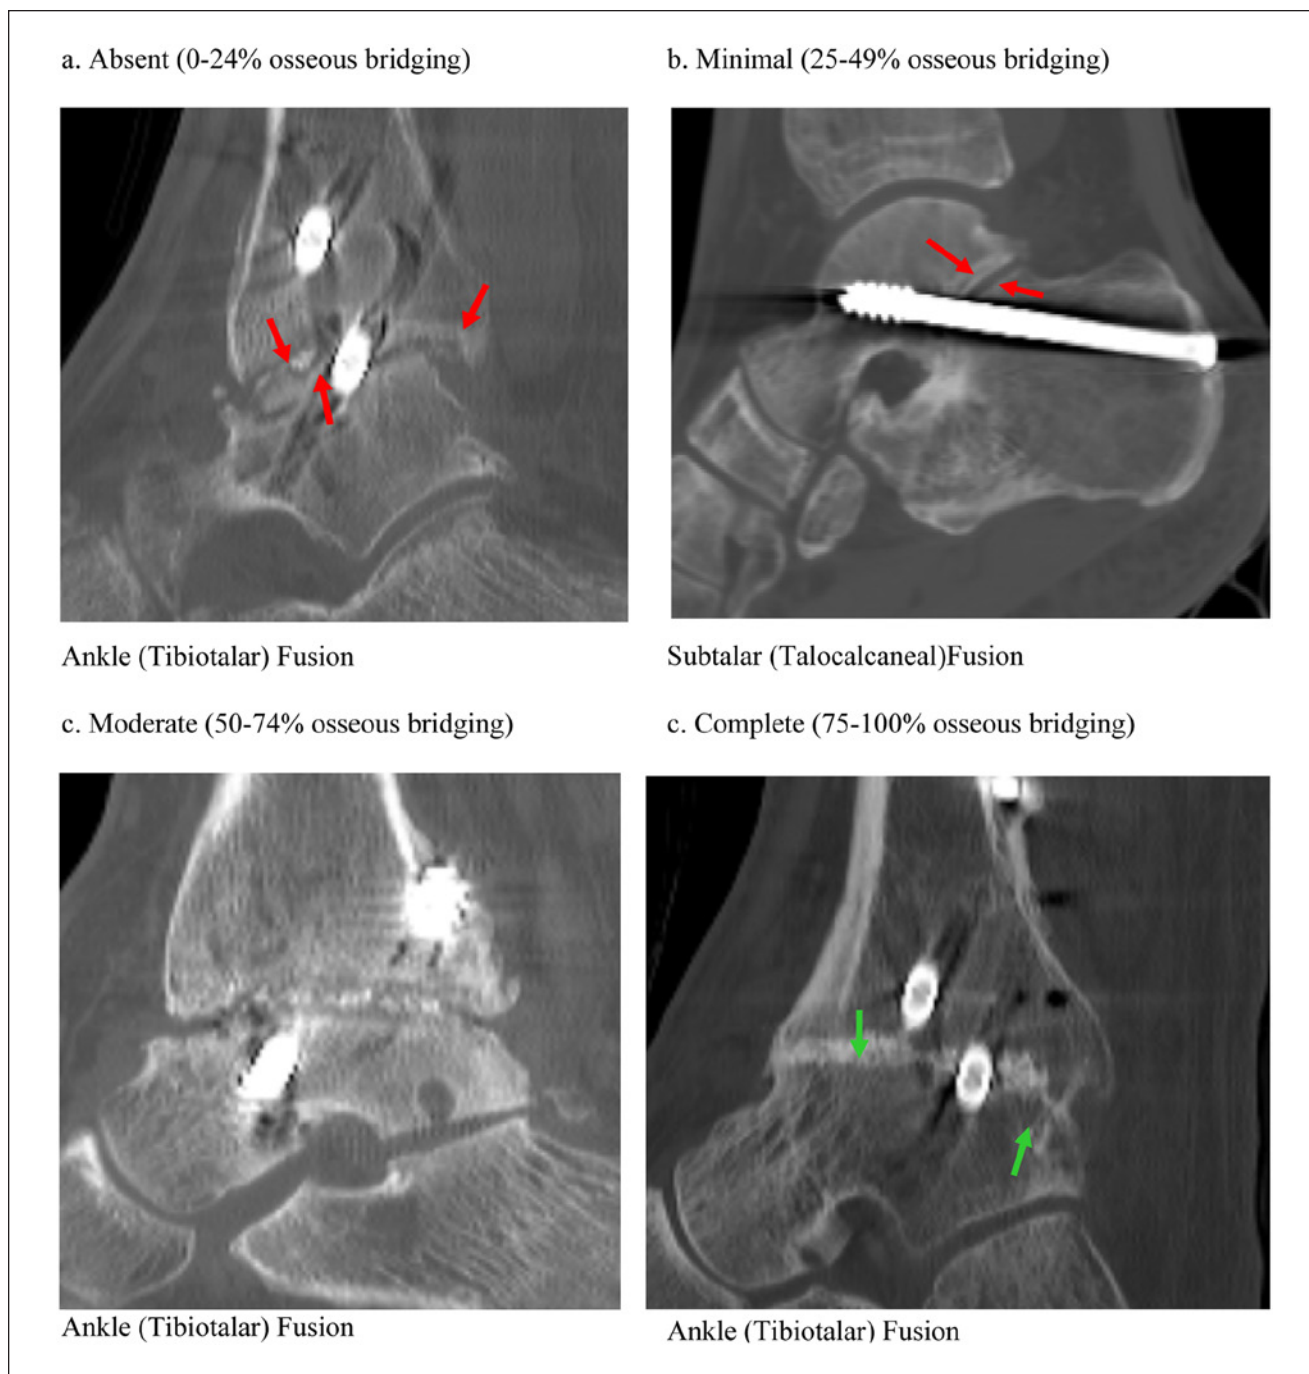 a. Absent (0-24% osseous bridging)
b. Minimal (25-49% osseous bridging)
Ankle (Tibiotalar) Fusion
Subtalar (Talocalcaneal)Fusion
c. Moderate (50-74% osseous bridging)
c. Complete (75-100% osseous bridging)
Ankle (Tibiotalar) Fusion
Ankle (Tibiotalar) Fusion